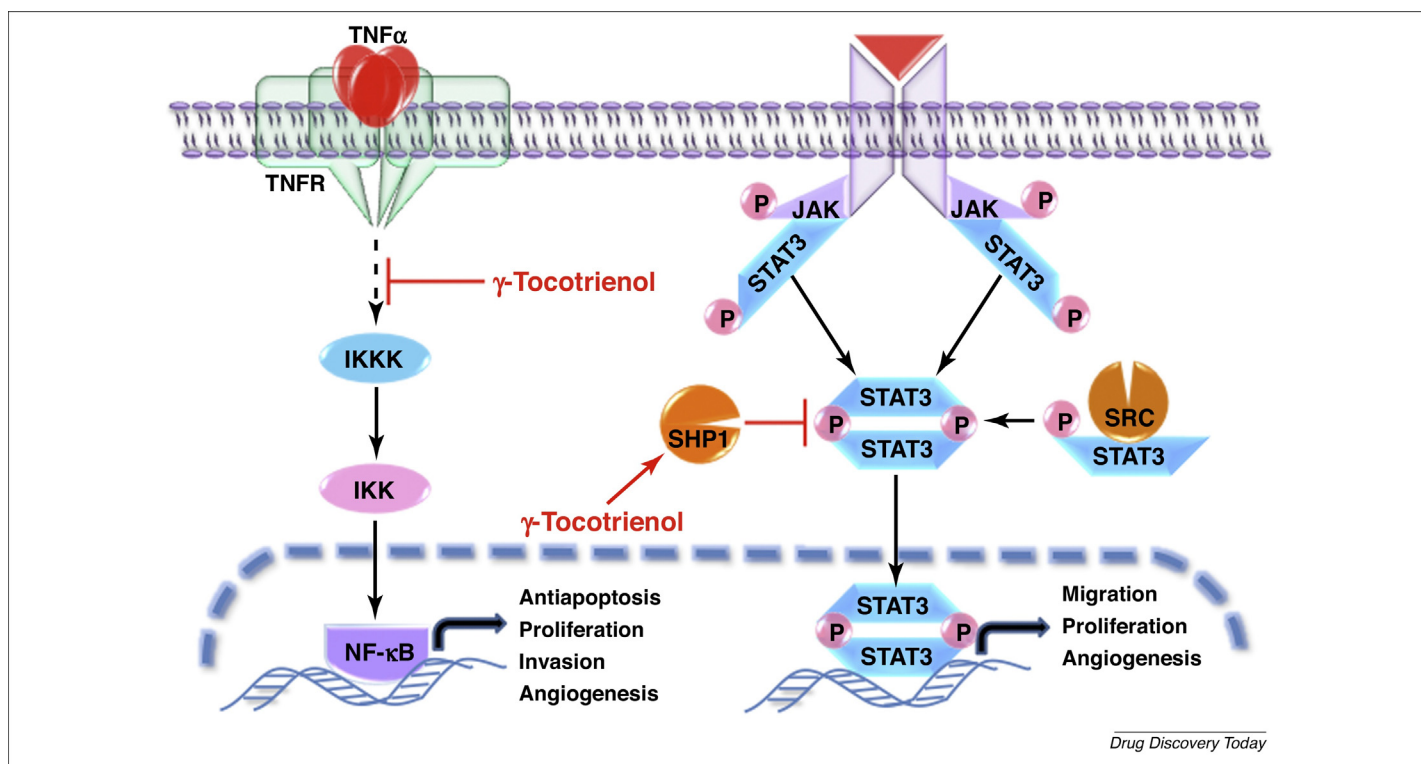 TNFα
TNFR
γ-Tocotrienol
IKKK
IKK
NF-κB
Antiapoptosis
Proliferation
Invasion
Angiogenesis
P
JAK
STAT3
P
JAK
P
STAT3
P
STAT3
P
P
STAT3
SHP1
γ-Tocotrienol
P
SRC
STAT3
STAT3
P
P
STAT3
Migration
Proliferation
Angiogenesis
Drug Discovery Today